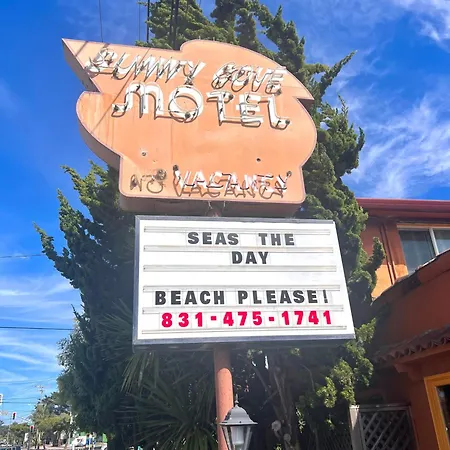 SUNNY COVE
MOTEL
NO VACANCY
SEAS THE
DAY
BEACH PLEASE!
831-475-1741